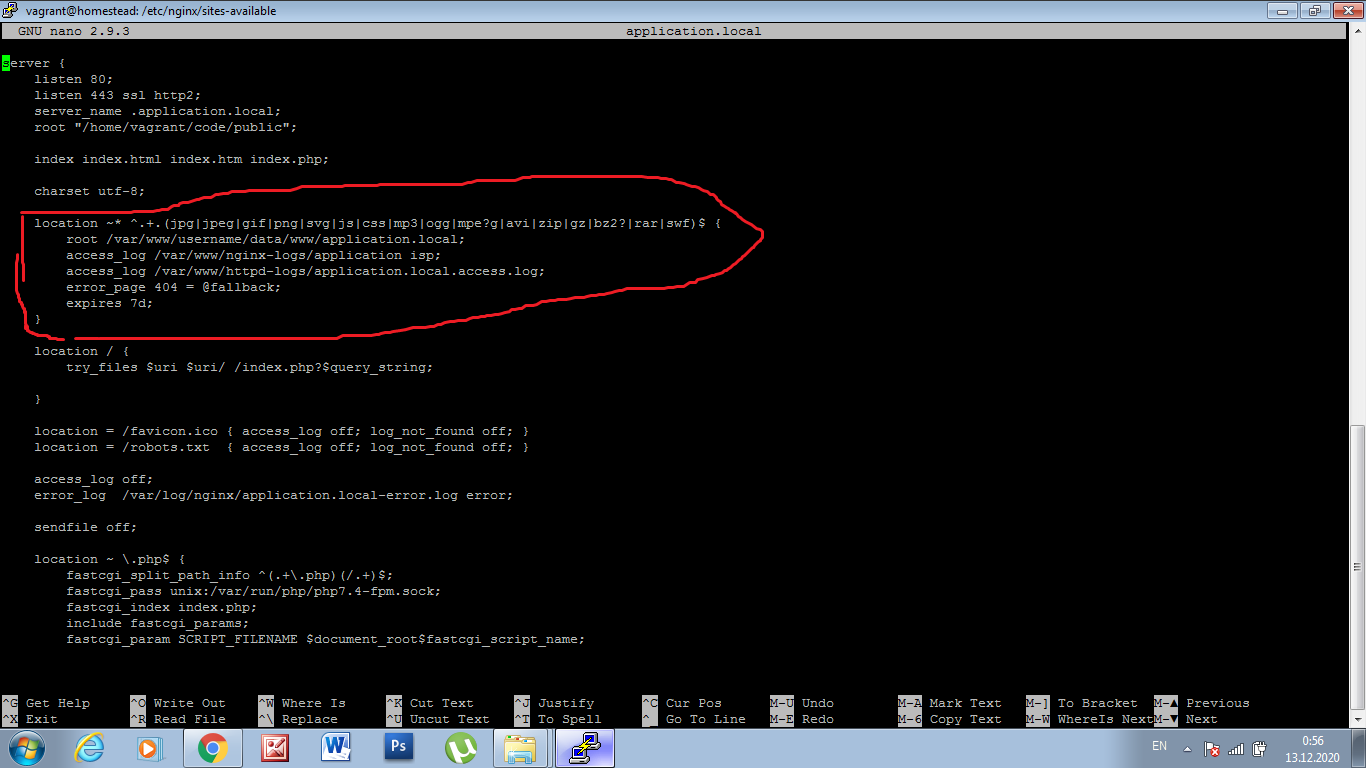 vagrant@homestead: /etc/nginx/sites-available
GNU nano 2.9.3 application.local
server {
listen 80;
listen 443 ssl http2;
server_name .application.local;
root "/home/vagrant/code/public";
index index.html index.htm index.php;
charset utf-8;
location ~* ^.+.(jpg|jpeg|gif|png|svg|js|css|mp3|ogg|mpe?g|avi|zip|gz|bz2?|rar|swf)$ {
root /var/www/username/data/www/application.local;
access_log /var/www/nginx-logs/application isp;
access_log /var/www/httpd-logs/application.local.access.log;
error_page 404 = @fallback;
expires 7d;
}
location / {
try_files $uri $uri/ /index.php?$query_string;
}
location = /favicon.ico { access_log off; log_not_found off; }
location = /robots.txt  { access_log off; log_not_found off; }
access_log off;
error_log  /var/log/nginx/application.local-error.log error;
sendfile off;
location ~ \.php$ {
fastcgi_split_path_info ^(.+\.php)(/.+)$;
fastcgi_pass unix:/var/run/php/php7.4-fpm.sock;
fastcgi_index index.php;
include fastcgi_params;
fastcgi_param SCRIPT_FILENAME $document_root$fastcgi_script_name;
^G Get Help ^O Write Out ^W Where Is ^K Cut Text ^J Justify ^C Cur Pos M-U Undo M-A Mark Text M-] To Bracket M-▲ Previous
^X Exit ^R Read File ^\ Replace ^U Uncut Text ^T To Spell ^_ Go To Line M-E Redo M-6 Copy Text M-W WhereIs Next M-▼ Next
W Ps EN 0:56
13.12.2020